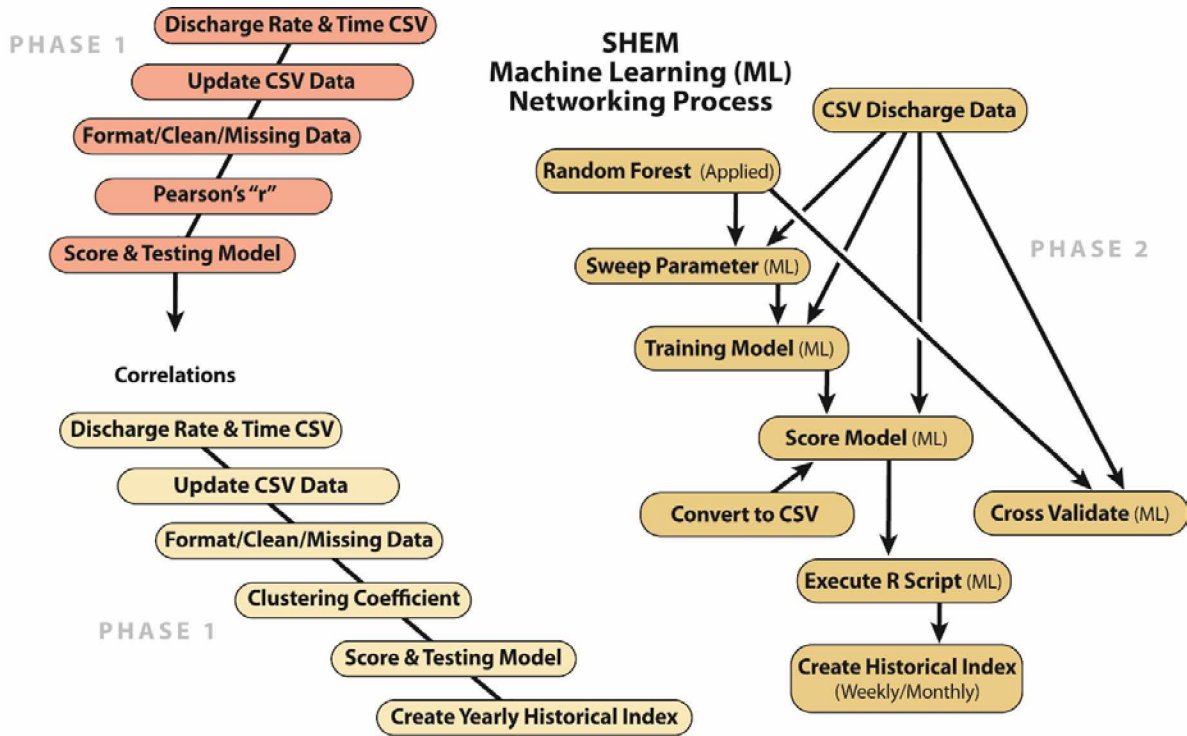 PHASE 1
Discharge Rate & Time CSV
Update CSV Data
Format/Clean/Missing Data
Pearson's “r”
Score & Testing Model
Correlations
Discharge Rate & Time CSV
Update CSV Data
Format/Clean/Missing Data
Clustering Coefficient
PHASE 1
Score & Testing Model
Create Yearly Historical Index
SHEM
Machine Learning (ML)
Networking Process
CSV Discharge Data
Random Forest (Applied)
PHASE 2
Sweep Parameter (ML)
Training Model (ML)
Score Model (ML)
Convert to CSV
Cross Validate (ML)
Execute R Script (ML)
Create Historical Index
(Weekly/Monthly)